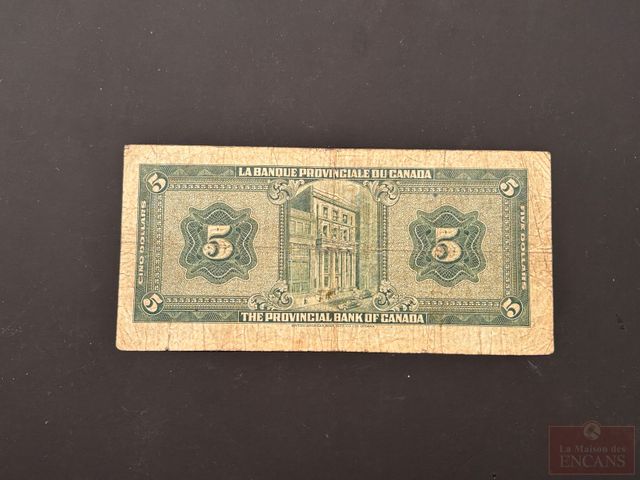 LA BANQUE PROVINCIALE DU CANADA
5
5
CINQ DOLLARS
5
5
FIVE DOLLARS
5
5
THE PROVINCIAL BANK OF CANADA
La Maison des
ENCANS